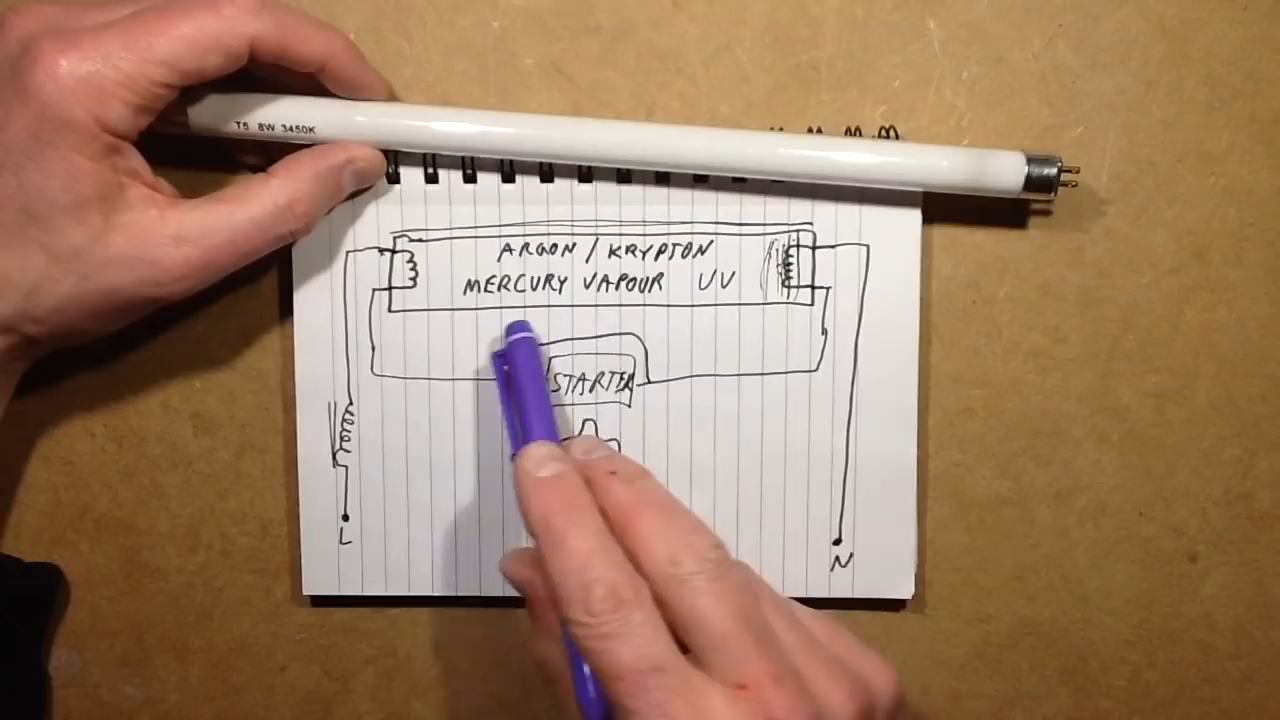 T5 8W 3450K
ARGON / KRYPTON
MERCURY VAPOUR UV
STARTER
L
N